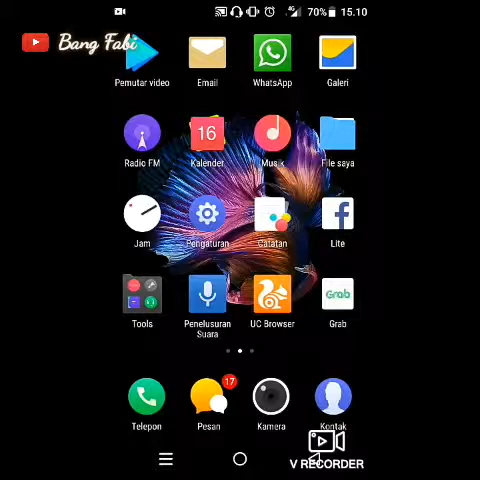 4G 70% 15.10
Bang Fabi
Pemutar video Email WhatsApp Galeri
16
Radio FM Kalender Musik File saya
Jam Pengaturan Catatan Lite
Grab
Tools Penelusuran Suara UC Browser Grab
17
Telepon Pesan Kamera Kontak
V RECORDER